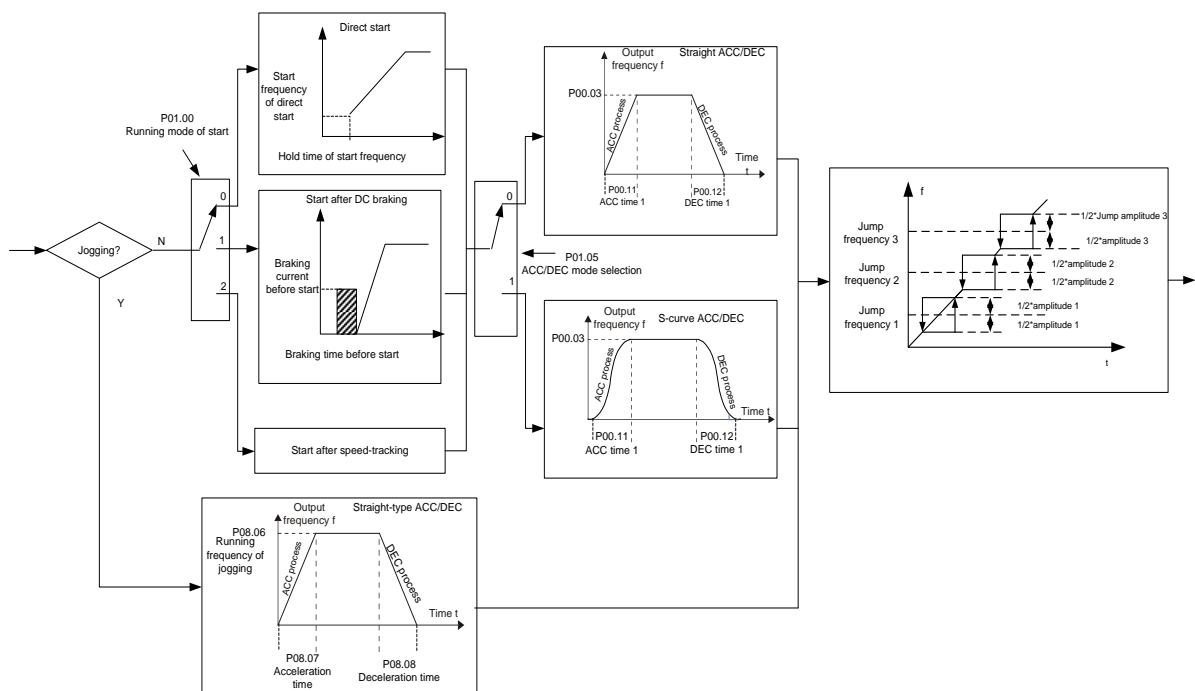 Direct start
Start
frequency
of direct
start
Hold time of start frequency
P01.00
Running mode of start
0
1
2
Jogging?
N
Y
Start after DC braking
Braking
current
before start
Braking time before start
Start after speed-tracking
0
1
P01.05
ACC/DEC mode selection
Output
frequency f
Straight ACC/DEC
P00.03
ACC process
DEC process
Time
t
P00.11
ACC time 1
P00.12
DEC time 1
Output
frequency f
S-curve ACC/DEC
P00.03
ACC process
DEC process
Time t
P00.11
ACC time 1
P00.12
DEC time 1
Output
frequency f
Straight-type ACC/DEC
P08.06
Running
frequency of
jogging
ACC process
DEC process
Time t
P08.07
Acceleration
time
P08.08
Deceleration time
f
Jump
frequency 3
Jump
frequency 2
Jump
frequency 1
1/2*Jump amplitude 3
1/2*amplitude 3
1/2*amplitude 2
1/2*amplitude 2
1/2*amplitude 1
1/2*amplitude 1
t